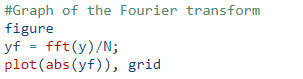 #Graph of the Fourier transform
figure
yf = fft(y)/N;
plot(abs(yf)), grid